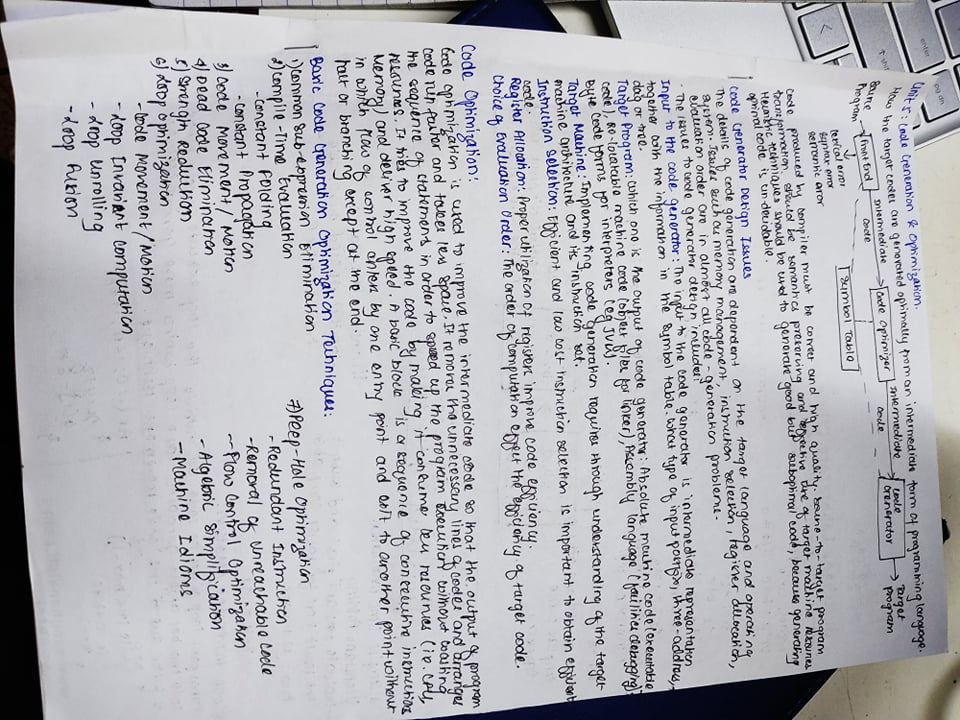 Unit: Code Generation & Optimization.
How the target codes are generated optimally from an intermediate form of programming language.
Source Program → Front End → Intermediate Code → Code Optimizer → Intermediate code → Code Generator → Target program
lexical error
syntax error
semantic error
Symbol Table
Code produced by compiler must be correct and high quality. Source-to-target program
transformation should be semantics preserving and effective use of target machine resources.
Heuristic techniques should be used to generate good but suboptimal code, because generating
optimal code is undecidable.
Code Generator Design Issues
The details of code generation are dependent on the target language and operating
system. Issues such as memory management, instruction selection, register allocation,
evaluation order are in almost all code-generation problems.
The issues to code generator design includes:
Input to the code generator: The input to the code generator is intermediate representation
together with the information in the symbol table. what type of input postfix, three-address,
dag or tree.
Target Program: Which one is the output of code generator: Absolute machine code (executable
code), Re-locatable machine code (object files for linker), Assembly language (facilitates debugging),
Byte code forms for interpreters (eg JVM).
Target Machine: Implementing code generation requires through understanding of the target
machine architecture and its instruction set.
Instruction selection: Efficient and low cost instruction selection is important to obtain efficient
code.
Register Allocation: Proper utilization of registers improve code efficiency.
Choice of Evaluation Order: The order of computation effect the efficiency of target code.
Code Optimization:
Code optimization is used to improve the intermediate code so that the output of program
code run faster and takes less space. It removes the unnecessary lines of codes and arranges
the sequence of statements in order to speed up the program execution without wasting
resources. It tries to improve the code by making it consume less resources (i.e. CPU,
Memory) and deliver high speed. A basic block is a sequence of consecutive instructions
in which flow of control enters by one entry point and exit to another point without
halt or branching except at the end.
Basic Code Generation Optimization Techniques:
1) Common Sub-expression Elimination
2) Compile-Time Evaluation
- Constant Folding
- Constant Propagation
3) Code Movement / Motion
4) Dead Code Elimination
5) Strength Reduction
6) Loop optimization
- Code Movement / Motion
- Loop Invariant computation
- Loop Unrolling
- Loop Fusion
7) Peep-Hole Optimization
- Redundant Instruction
- Removal of Unreachable code
- Flow Control Optimization
- Algebric Simplification
- Machine Idioms
enter